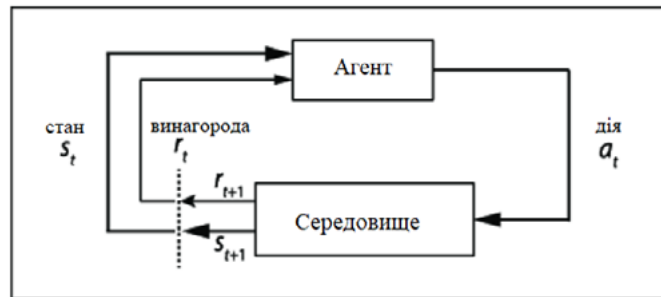 Агент
стан
s_t
винагорода
r_t
дія
a_t
r_{t+1}
Середовище
s_{t+1}